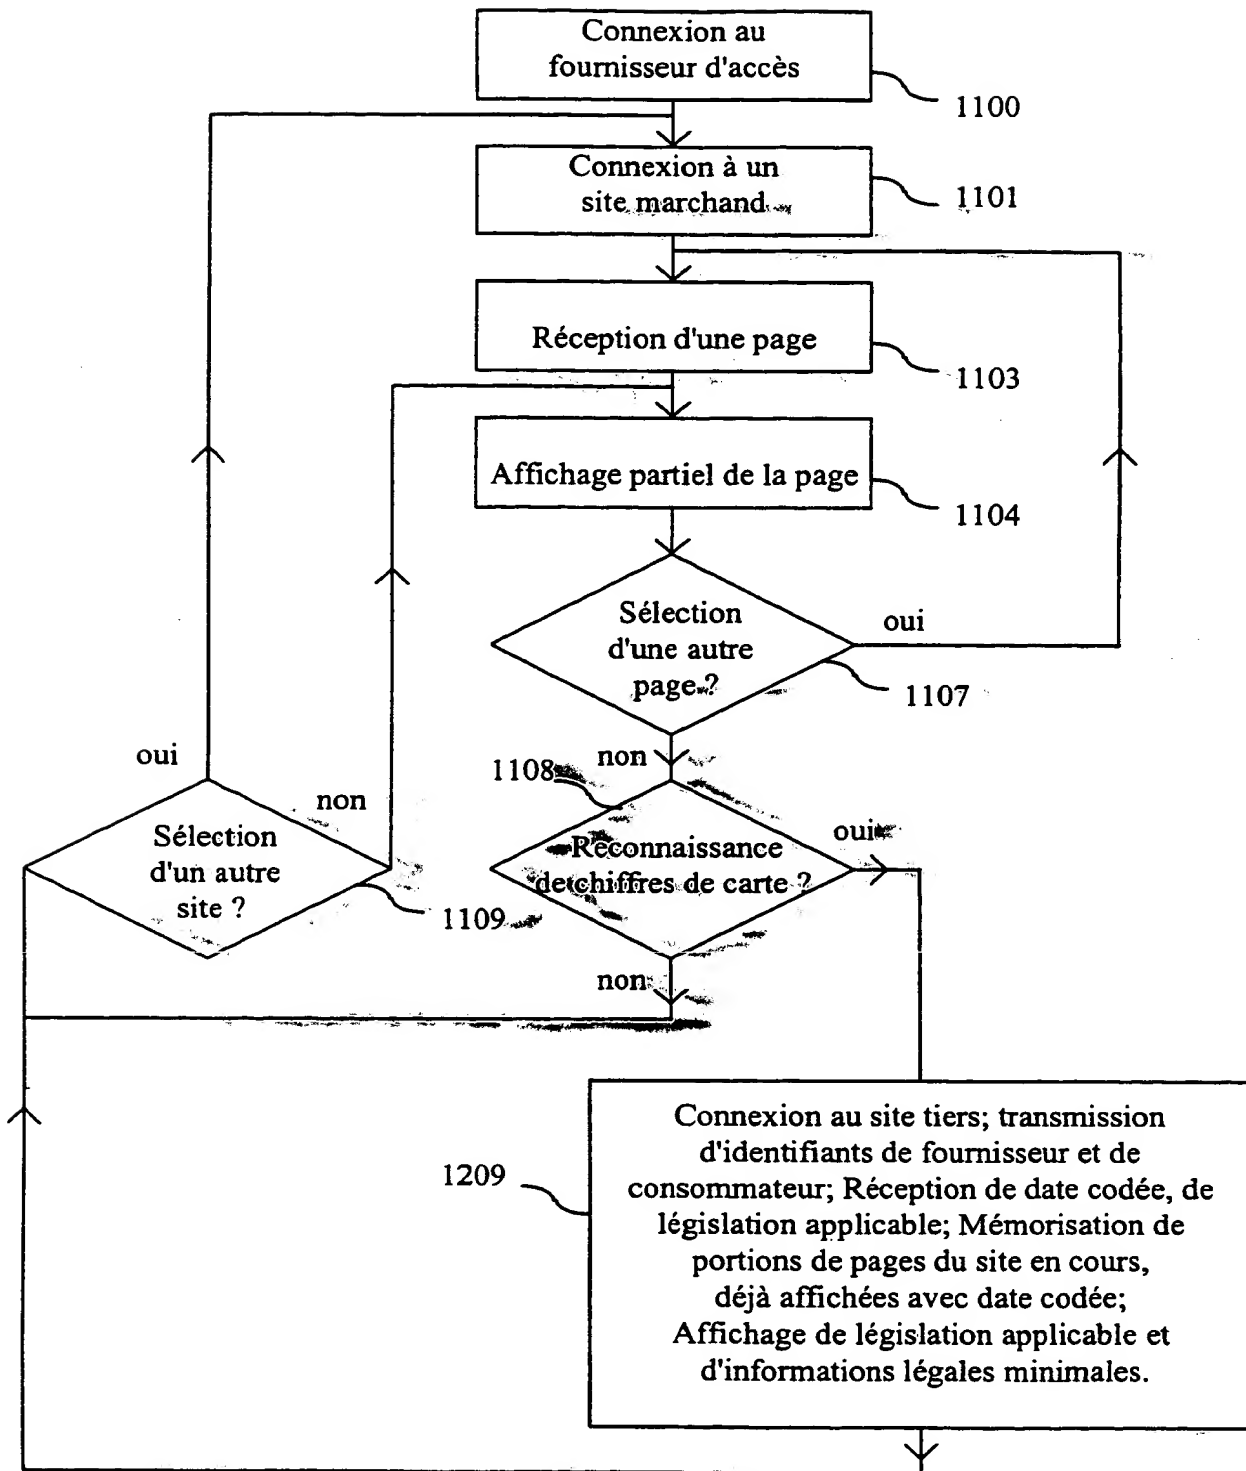 Connexion au
fournisseur d'accès
1100
Connexion à un
site marchand
1101
Réception d'une page
1103
Affichage partiel de la page
1104
Sélection
d'une autre
page ?
oui
1107
non
1108
Reconnaissance
de chiffres de carte ?
oui
non
oui
non
Sélection
d'un autre
site ?
1109
1209
Connexion au site tiers; transmission
d'identifiants de fournisseur et de
consommateur; Réception de date codée, de
législation applicable; Mémorisation de
portions de pages du site en cours,
déjà affichées avec date codée;
Affichage de législation applicable et
d'informations légales minimales.